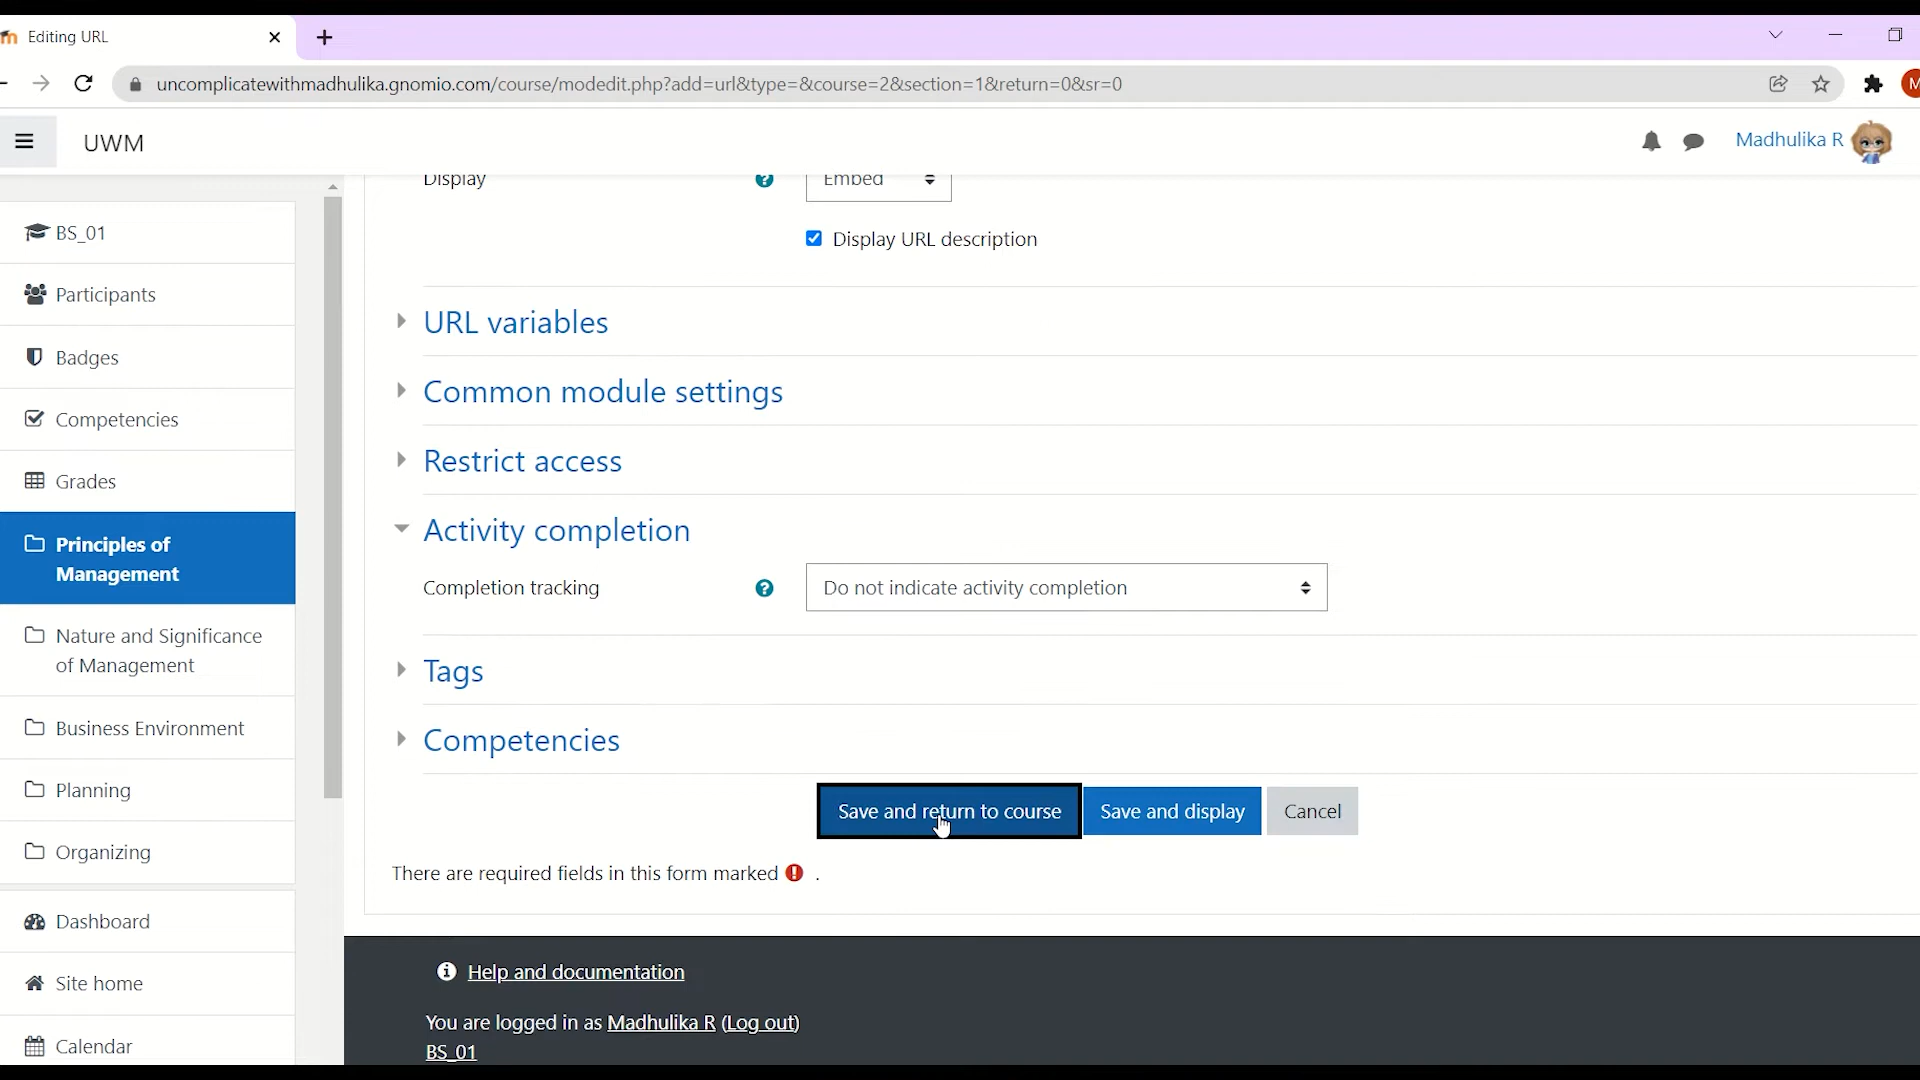 Editing URL
uncomplicatewithmadhulika.gnomio.com/course/modedit.php?add=url&type=&course=2&section=1&return=0&sr=0
M
UWM
Madhulika R
BS_01
Participants
Badges
Competencies
Grades
Principles of
Management
Nature and Significance
of Management
Business Environment
Planning
Organizing
Dashboard
Site home
Calendar
Display
Embed
Display URL description
URL variables
Common module settings
Restrict access
Activity completion
Completion tracking
Do not indicate activity completion
Tags
Competencies
Save and return to course
Save and display
Cancel
There are required fields in this form marked .
Help and documentation
You are logged in as Madhulika R (Log out)
BS_01